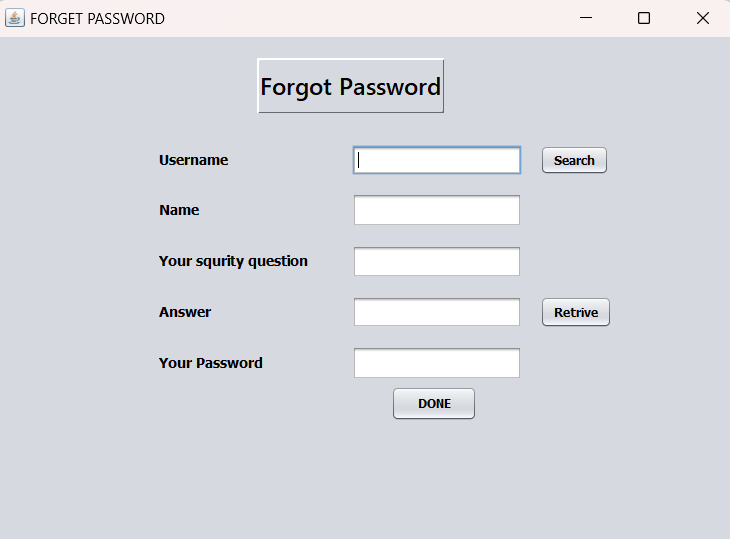 FORGET PASSWORD
Forgot Password
Username
Search
Name
Your squrity question
Answer
Retrive
Your Password
DONE